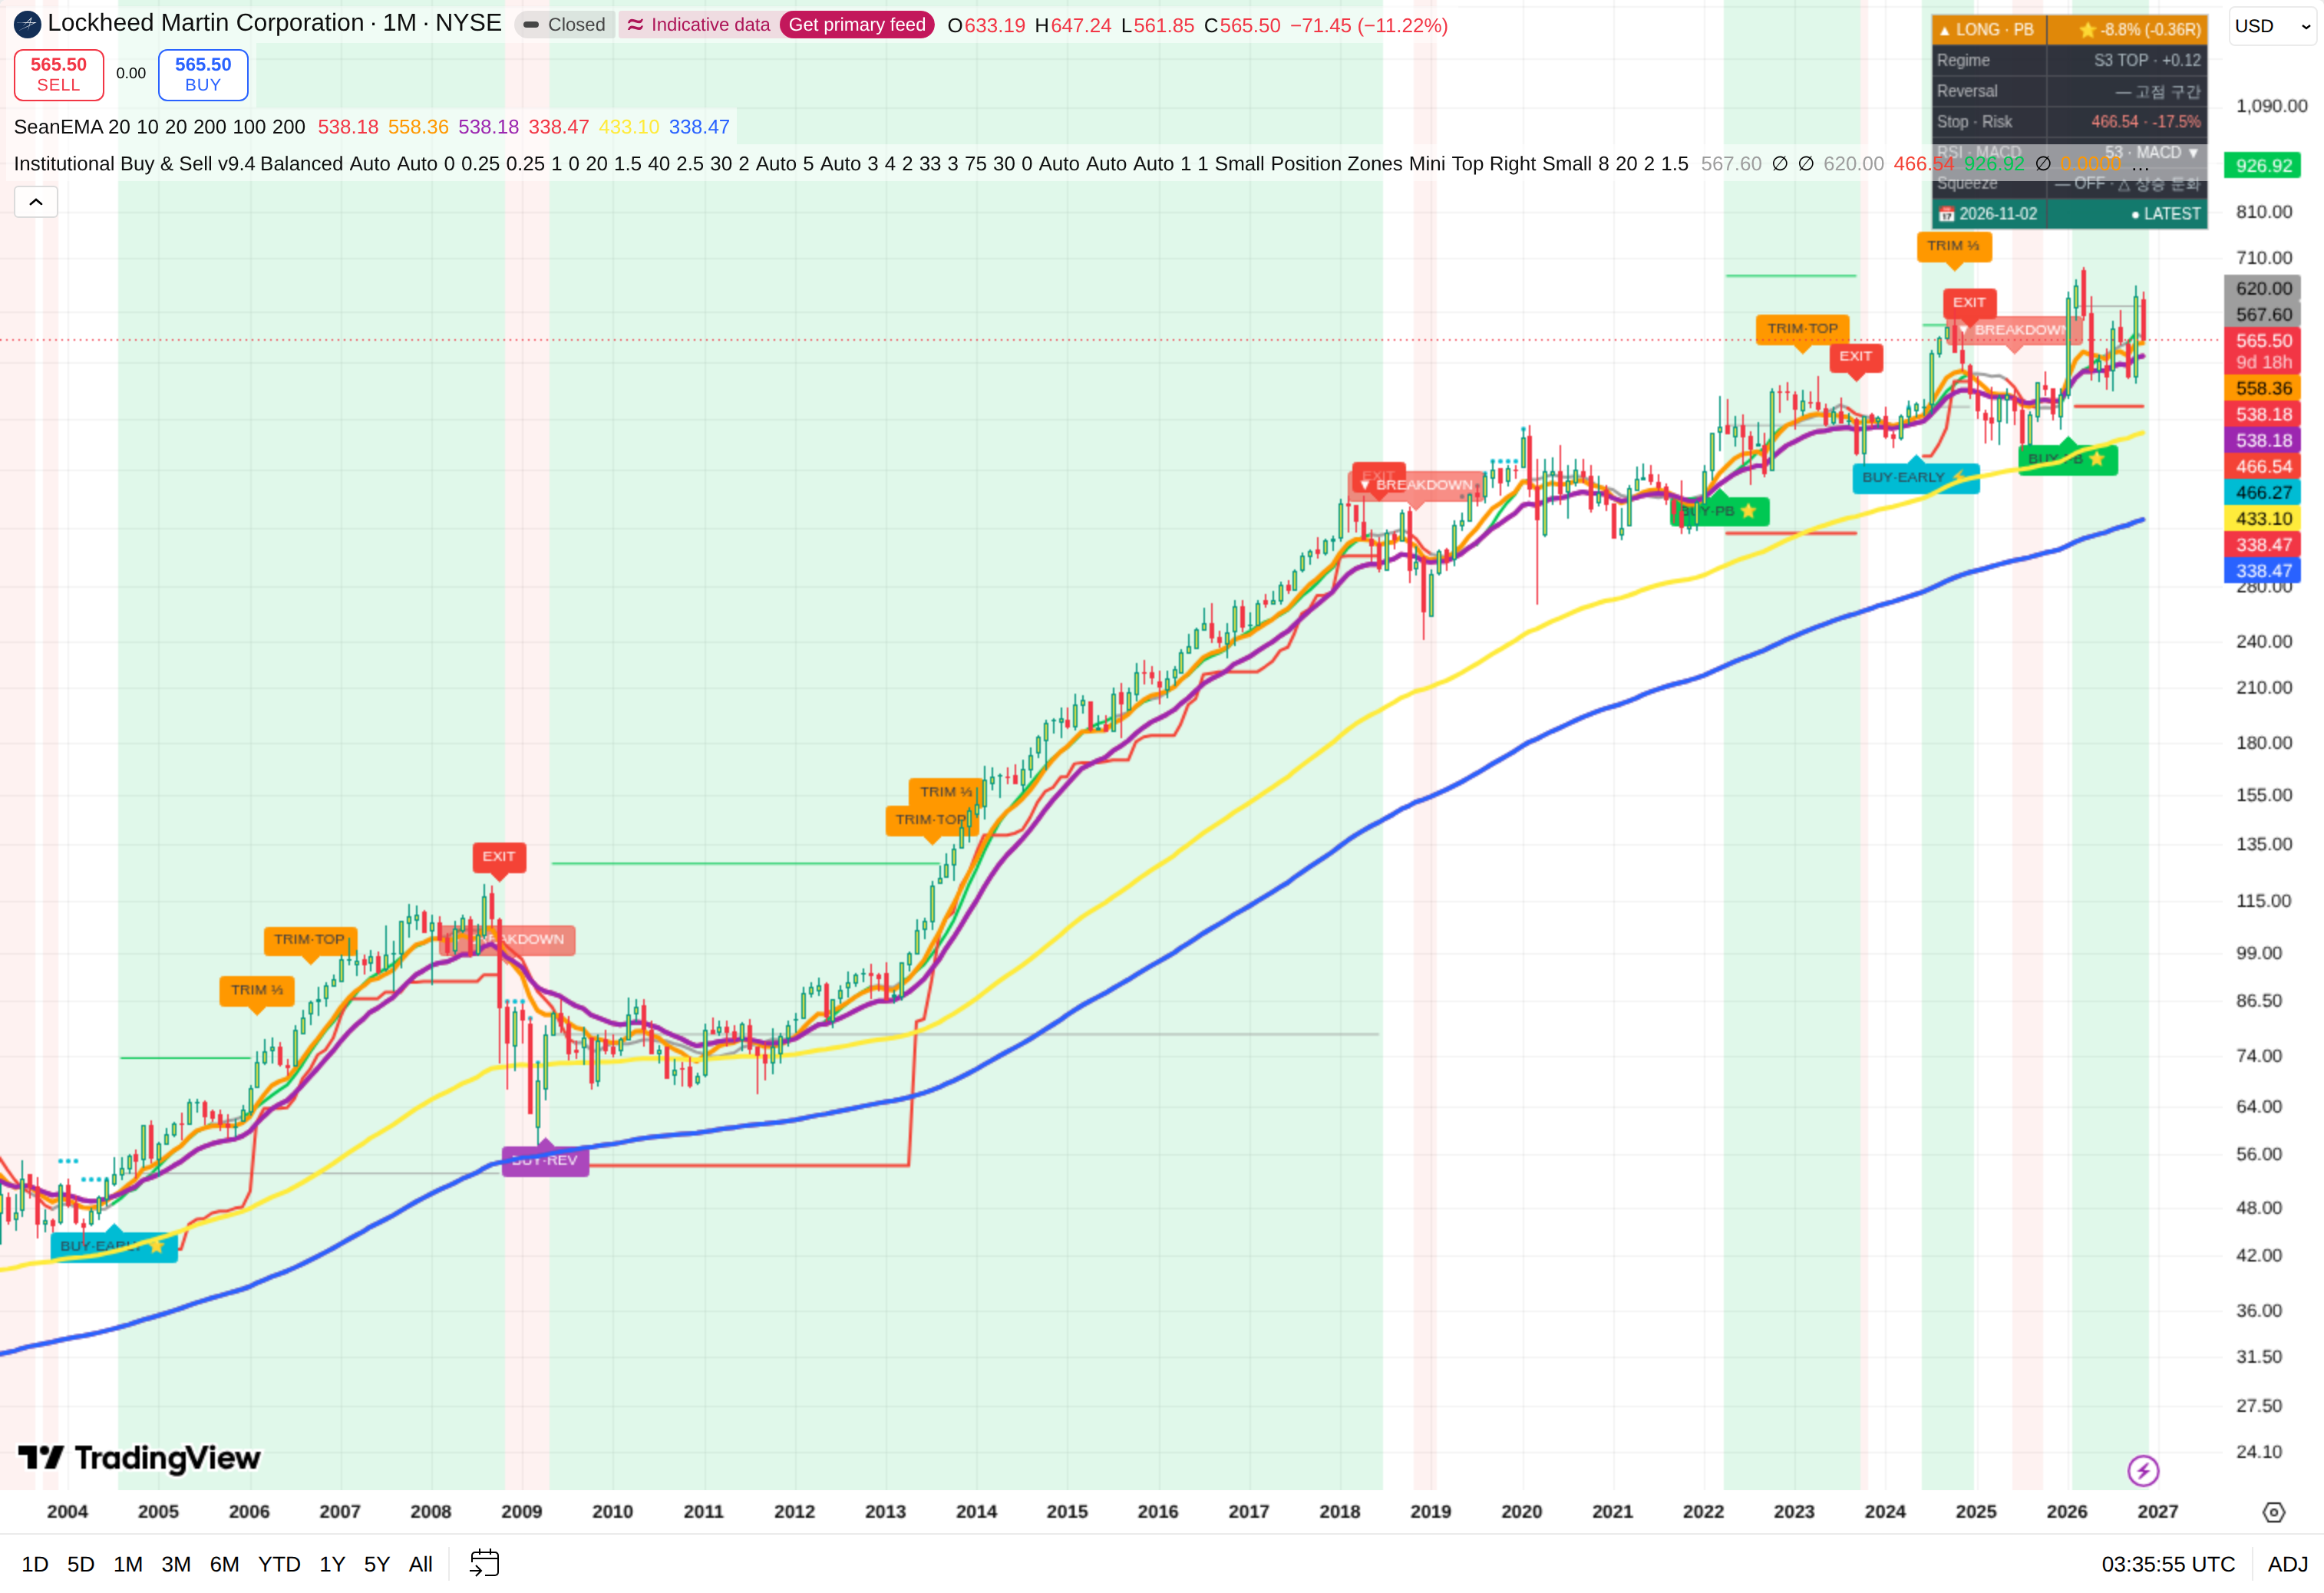 Lockheed Martin Corporation · 1M · NYSE Closed Indicative data Get primary feed O633.19 H647.24 L561.85 C565.50 −71.45 (−11.22%)
565.50 SELL
0.00
565.50 BUY
SeanEMA 20 10 20 200 100 200 538.18 558.36 538.18 338.47 433.10 338.47
Institutional Buy & Sell v9.4 Balanced Auto Auto 0 0.25 0.25 1 0 20 1.5 40 2.5 30 2 Auto 5 Auto 3 4 2 33 3 75 30 0 Auto Auto Auto 1 1 Small Position Zones Mini Top Right Small 8 20 2 1.5 567.60 ∅ ∅ 620.00 466.54 926.92 ∅ 0.0000 ...
▲ LONG · PB ⭐ -8.8% (-0.36R)
Regime S3 TOP · +0.12
Reversal — 고점 구간
Stop · Risk 466.54 · -17.5%
RSI · MACD 53 · MACD ▼
Squeeze — OFF · △ 상승 둔화
📅 2026-11-02 ● LATEST
USD
1,090.00
926.92
810.00
710.00
620.00
567.60
565.50
9d 18h
558.36
538.18
538.18
466.54
466.27
433.10
338.47
338.47
280.00
240.00
210.00
180.00
155.00
135.00
115.00
99.00
86.50
74.00
64.00
56.00
48.00
42.00
36.00
31.50
27.50
24.10
TRIM ⅓
EXIT
▼ BREAKDOWN
TRIM·TOP
EXIT
BUY·PB ⭐
BUY·EARLY ⚡
BUY·PB ⭐
EXIT
▼ BREAKDOWN
TRIM ⅓
TRIM·TOP
EXIT
BREAKDOWN
TRIM·TOP
TRIM ⅓
BUY·REV
BUY·EARLY ⭐
TradingView
2004 2005 2006 2007 2008 2009 2010 2011 2012 2013 2014 2015 2016 2017 2018 2019 2020 2021 2022 2023 2024 2025 2026 2027
1D 5D 1M 3M 6M YTD 1Y 5Y All
03:35:55 UTC ADJ